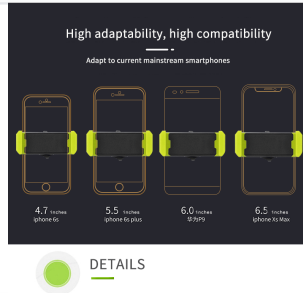 High adaptability, high compatibility
Adapt to current mainstream smartphones
4.7 Inches
iphone 6s
5.5 Inches
iphone 6s plus
6.0 Inches
华为P9
6.5 Inches
iphone Xs Max
DETAILS